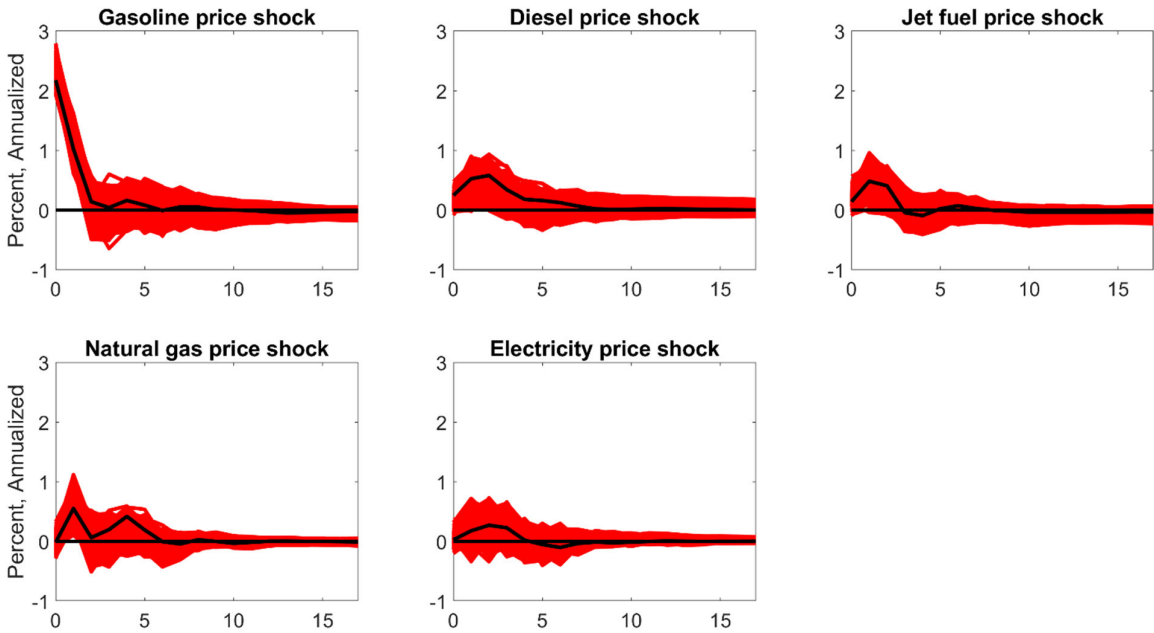 Gasoline price shock
Percent, Annualized
3
2
1
0
-1
0 5 10 15
Diesel price shock
3
2
1
0
-1
0 5 10 15
Jet fuel price shock
3
2
1
0
-1
0 5 10 15
Natural gas price shock
Percent, Annualized
3
2
1
0
-1
0 5 10 15
Electricity price shock
3
2
1
0
-1
0 5 10 15